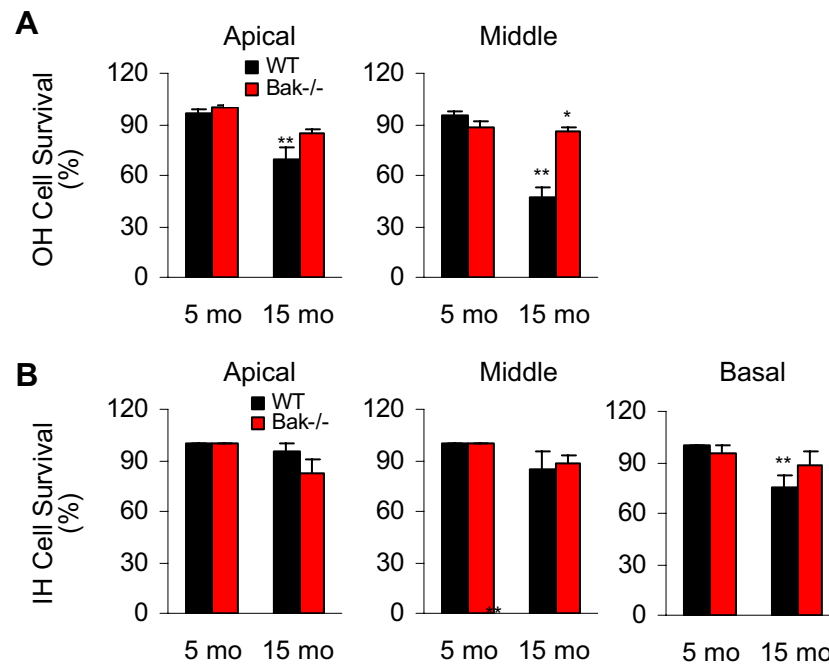 A
Apical
Middle
WT
Bak-/-
OH Cell Survival
(%)
120
90
60
30
0
**
5 mo
15 mo
120
90
60
30
0
**
*
5 mo
15 mo
B
Apical
Middle
Basal
WT
Bak-/-
IH Cell Survival
(%)
120
90
60
30
0
5 mo
15 mo
120
90
60
30
0
**
5 mo
15 mo
120
90
60
30
0
**
5 mo
15 mo